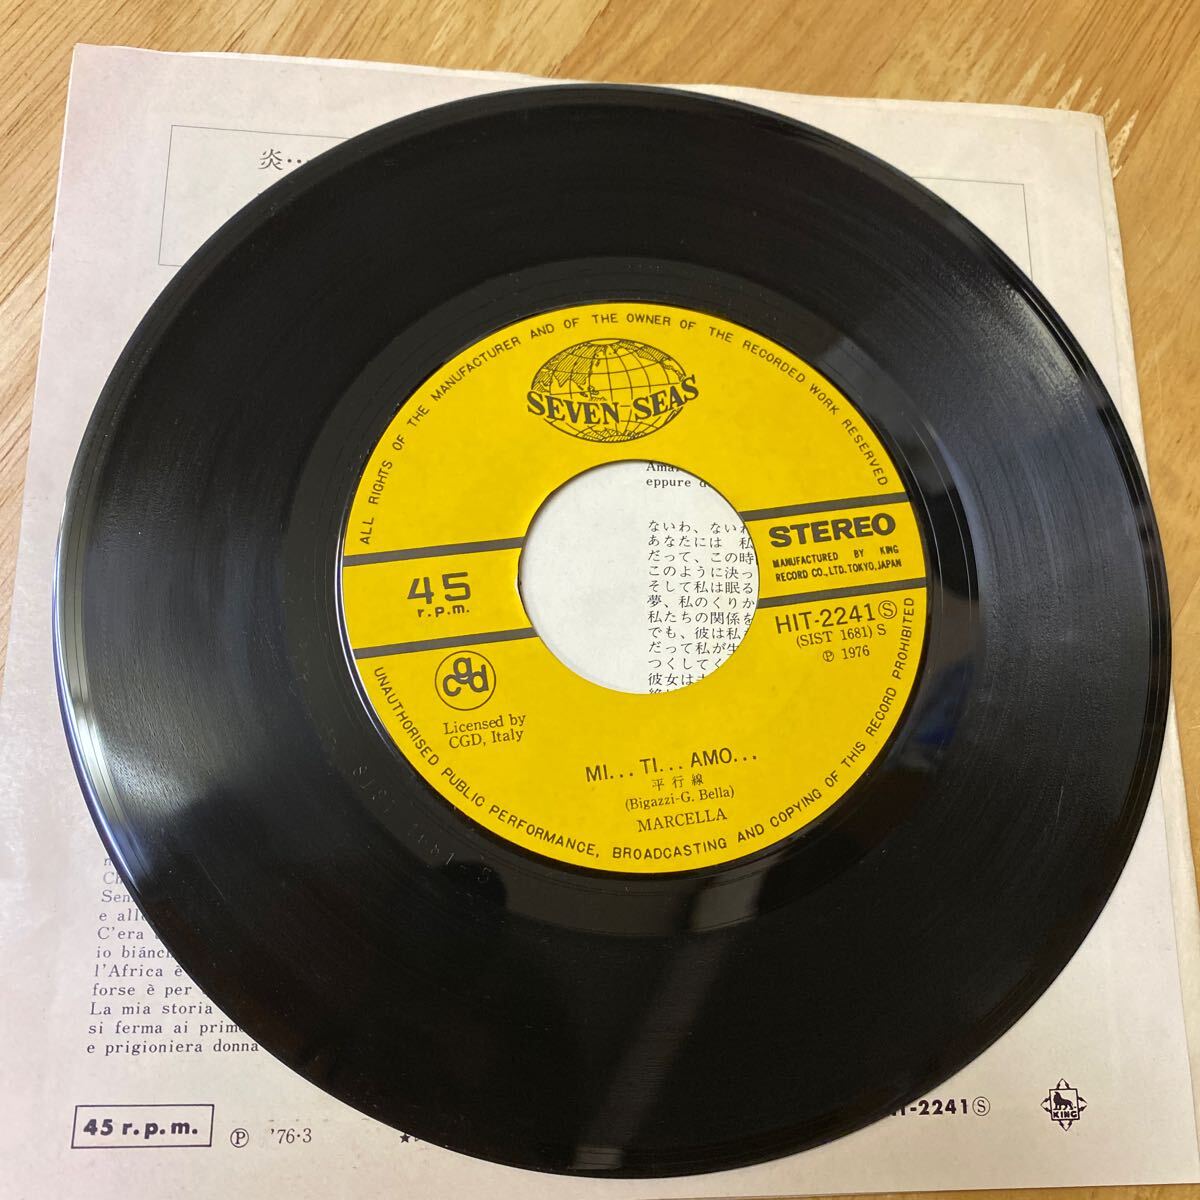 炎…
ALL RIGHTS OF THE MANUFACTURER AND OF THE OWNER OF THE RECORDED WORK RESERVED
SEVEN SEAS
eppure
ないわ、ない
あなたには 私
だって、この時
このように決っ
そして私は眠る
夢、私のくりか
私たちの関係を
でも、彼は私
だって私が生
つくしてく
彼女は
45
r.p.m.
STEREO
MANUFACTURED BY KING
RECORD CO., LTD. TOKYO, JAPAN
HIT-2241Ⓢ
(SIST 1681) S
Ⓟ 1976
cgd
Licensed by
CGD, Italy
MI... TI... AMO...
平行線
(Bigazzi-G. Bella)
MARCELLA
UNAUTHORISED PUBLIC PERFORMANCE, BROADCASTING AND COPYING OF THIS RECORD PROHIBITED
e
C'era
io
l'Africa è
forse è per
La mia storia
si ferma ai
e prigioniera donna
45 r.p.m.
Ⓟ '76·3
★
-2241Ⓢ
KING